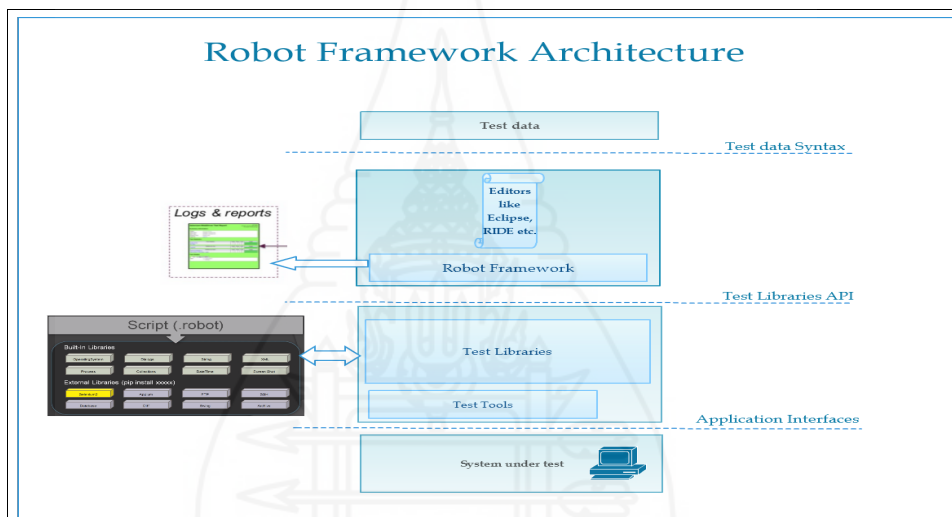 Robot Framework Architecture
Test data
Test data Syntax
Editors
like
Eclipse,
RIDE etc.
Logs & reports
Robot Framework
Test Libraries API
Script (.robot)
Built-In Libraries
Test Libraries
External Libraries (pip install xxxxx)
Test Tools
Application Interfaces
System under test